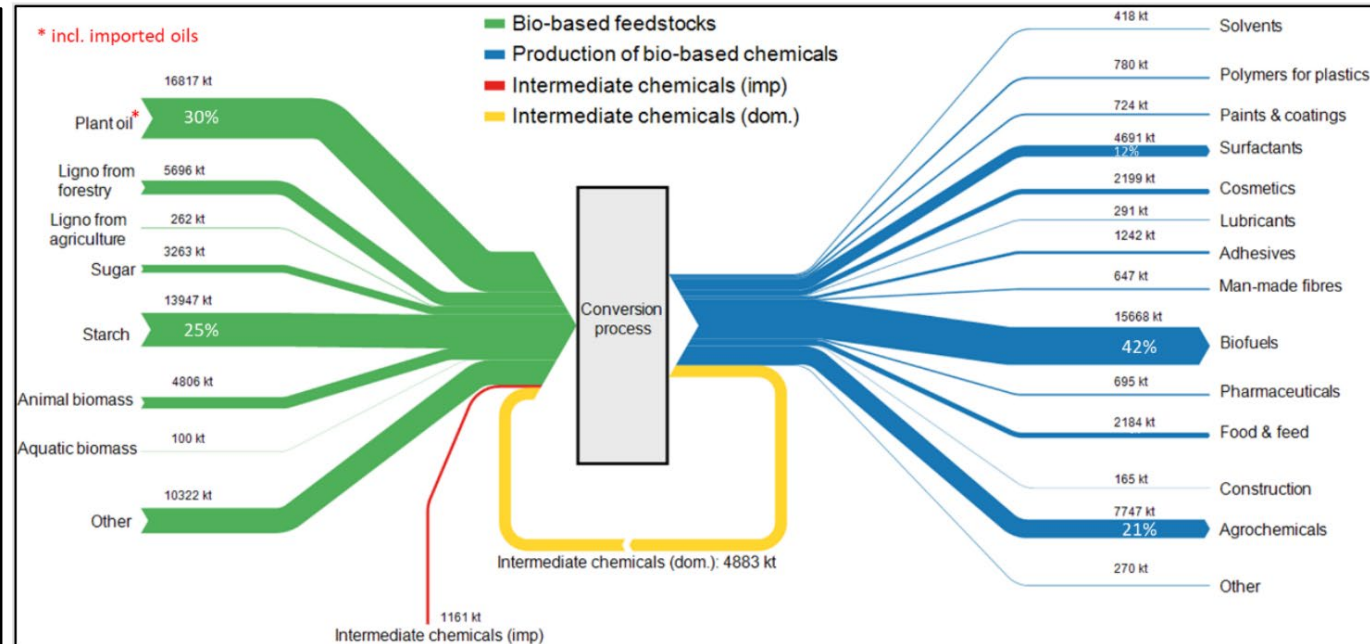 * incl. imported oils
Bio-based feedstocks
Production of bio-based chemicals
Intermediate chemicals (imp)
Intermediate chemicals (dom.)
16817 kt
Plant oil*
30%
Ligno from
forestry
5696 kt
Ligno from
agriculture
262 kt
Sugar
3263 kt
13947 kt
Starch
25%
4806 kt
Animal biomass
100 kt
Aquatic biomass
10322 kt
Other
1161 kt
Intermediate chemicals (imp)
Conversion
process
Intermediate chemicals (dom.): 4883 kt
418 kt
Solvents
780 kt
Polymers for plastics
724 kt
Paints & coatings
4691 kt
12%
Surfactants
2199 kt
Cosmetics
291 kt
Lubricants
1242 kt
Adhesives
647 kt
Man-made fibres
15668 kt
42%
Biofuels
695 kt
Pharmaceuticals
2184 kt
Food & feed
165 kt
Construction
7747 kt
21%
Agrochemicals
270 kt
Other